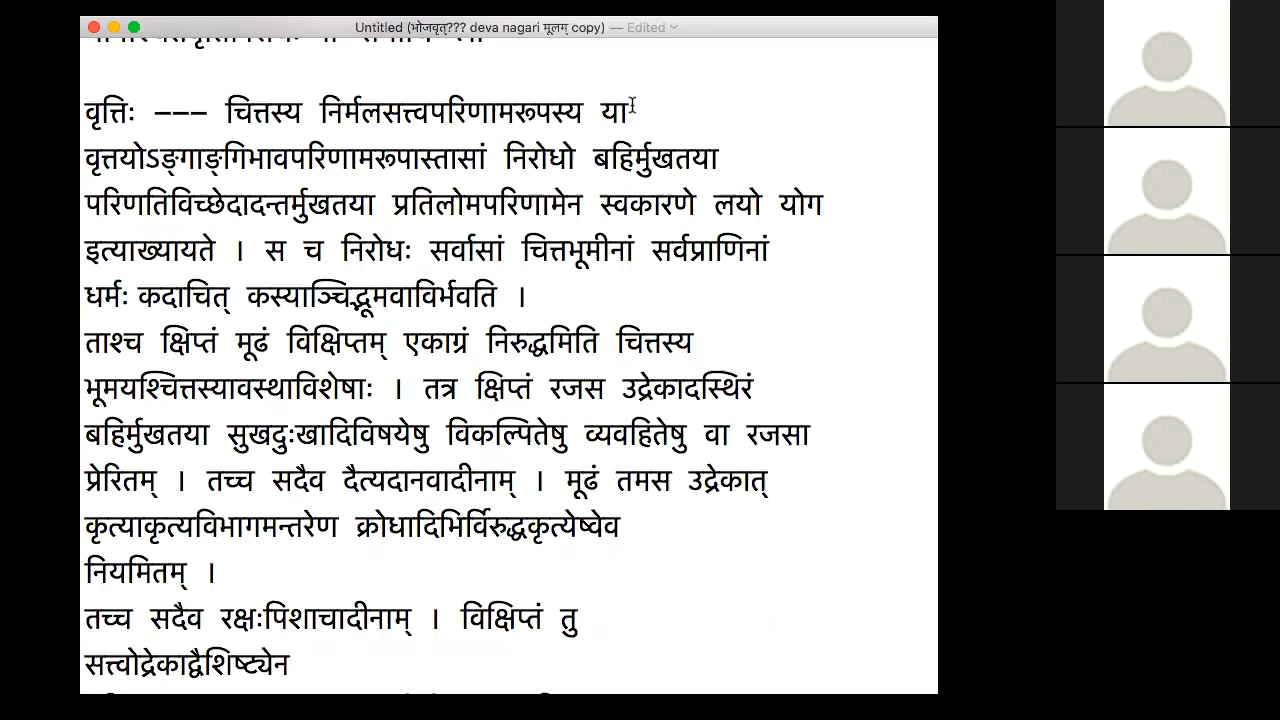 Untitled (भोजवृत्??? deva nagari मूलम् copy) — Edited
वृत्तिः --- चित्तस्य निर्मलसत्त्वपरिणामरूपस्य या
वृत्तयोऽङ्गाङ्गिभावपरिणामरूपास्तासां निरोधो बहिर्मुखतया
परिणतिविच्छेदादन्तर्मुखतया प्रतिलोमपरिणामेन स्वकारणे लयो योग
इत्याख्यायते । स च निरोधः सर्वासां चित्तभूमीनां सर्वप्राणिनां
धर्मः कदाचित् कस्याञ्चिद्भूमवाविर्भवति ।
ताश्च क्षिप्तं मूढं विक्षिप्तम् एकाग्रं निरुद्धमिति चित्तस्य
भूमयश्चित्तस्यावस्थाविशेषाः । तत्र क्षिप्तं रजस उद्रेकादस्थिरं
बहिर्मुखतया सुखदुःखादिविषयेषु विकल्पितेषु व्यवहितेषु वा रजसा
प्रेरितम् । तच्च सदैव दैत्यदानवादीनाम् । मूढं तमस उद्रेकात्
कृत्याकृत्यविभागमन्तरेण क्रोधादिभिर्विरुद्धकृत्येष्वेव
नियमितम् ।
तच्च सदैव रक्षःपिशाचादीनाम् । विक्षिप्तं तु
सत्त्वोद्रेकाद्वैशिष्ट्येन